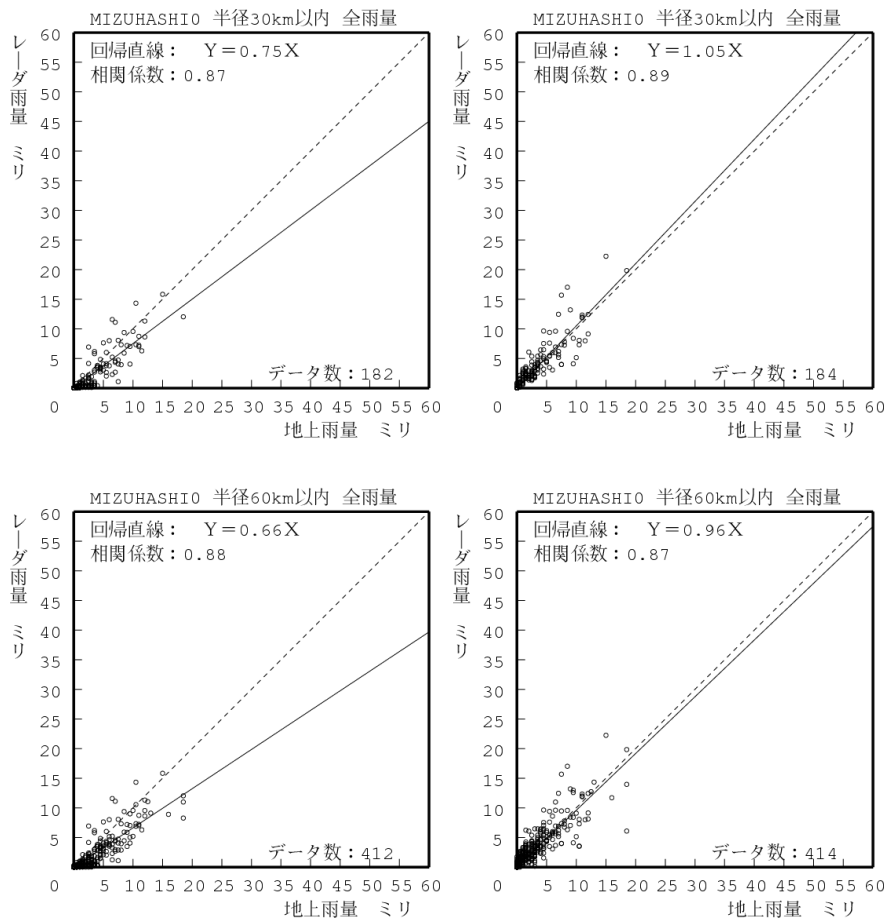 MIZUHASHI0 半径30km以内 全雨量
レーダ雨量 ミリ
60
55
50
45
40
35
30
25
20
15
10
5
0
回帰直線： Ｙ＝0.75Ｘ
相関係数：0.87
データ数：182
5 10 15 20 25 30 35 40 45 50 55 60
地上雨量 ミリ
MIZUHASHI0 半径30km以内 全雨量
レーダ雨量 ミリ
60
55
50
45
40
35
30
25
20
15
10
5
0
回帰直線： Ｙ＝1.05Ｘ
相関係数：0.89
データ数：184
5 10 15 20 25 30 35 40 45 50 55 60
地上雨量 ミリ
MIZUHASHI0 半径60km以内 全雨量
レーダ雨量 ミリ
60
55
50
45
40
35
30
25
20
15
10
5
0
回帰直線： Ｙ＝0.66Ｘ
相関係数：0.88
データ数：412
5 10 15 20 25 30 35 40 45 50 55 60
地上雨量 ミリ
MIZUHASHI0 半径60km以内 全雨量
レーダ雨量 ミリ
60
55
50
45
40
35
30
25
20
15
10
5
0
回帰直線： Ｙ＝0.96Ｘ
相関係数：0.87
データ数：414
5 10 15 20 25 30 35 40 45 50 55 60
地上雨量 ミリ